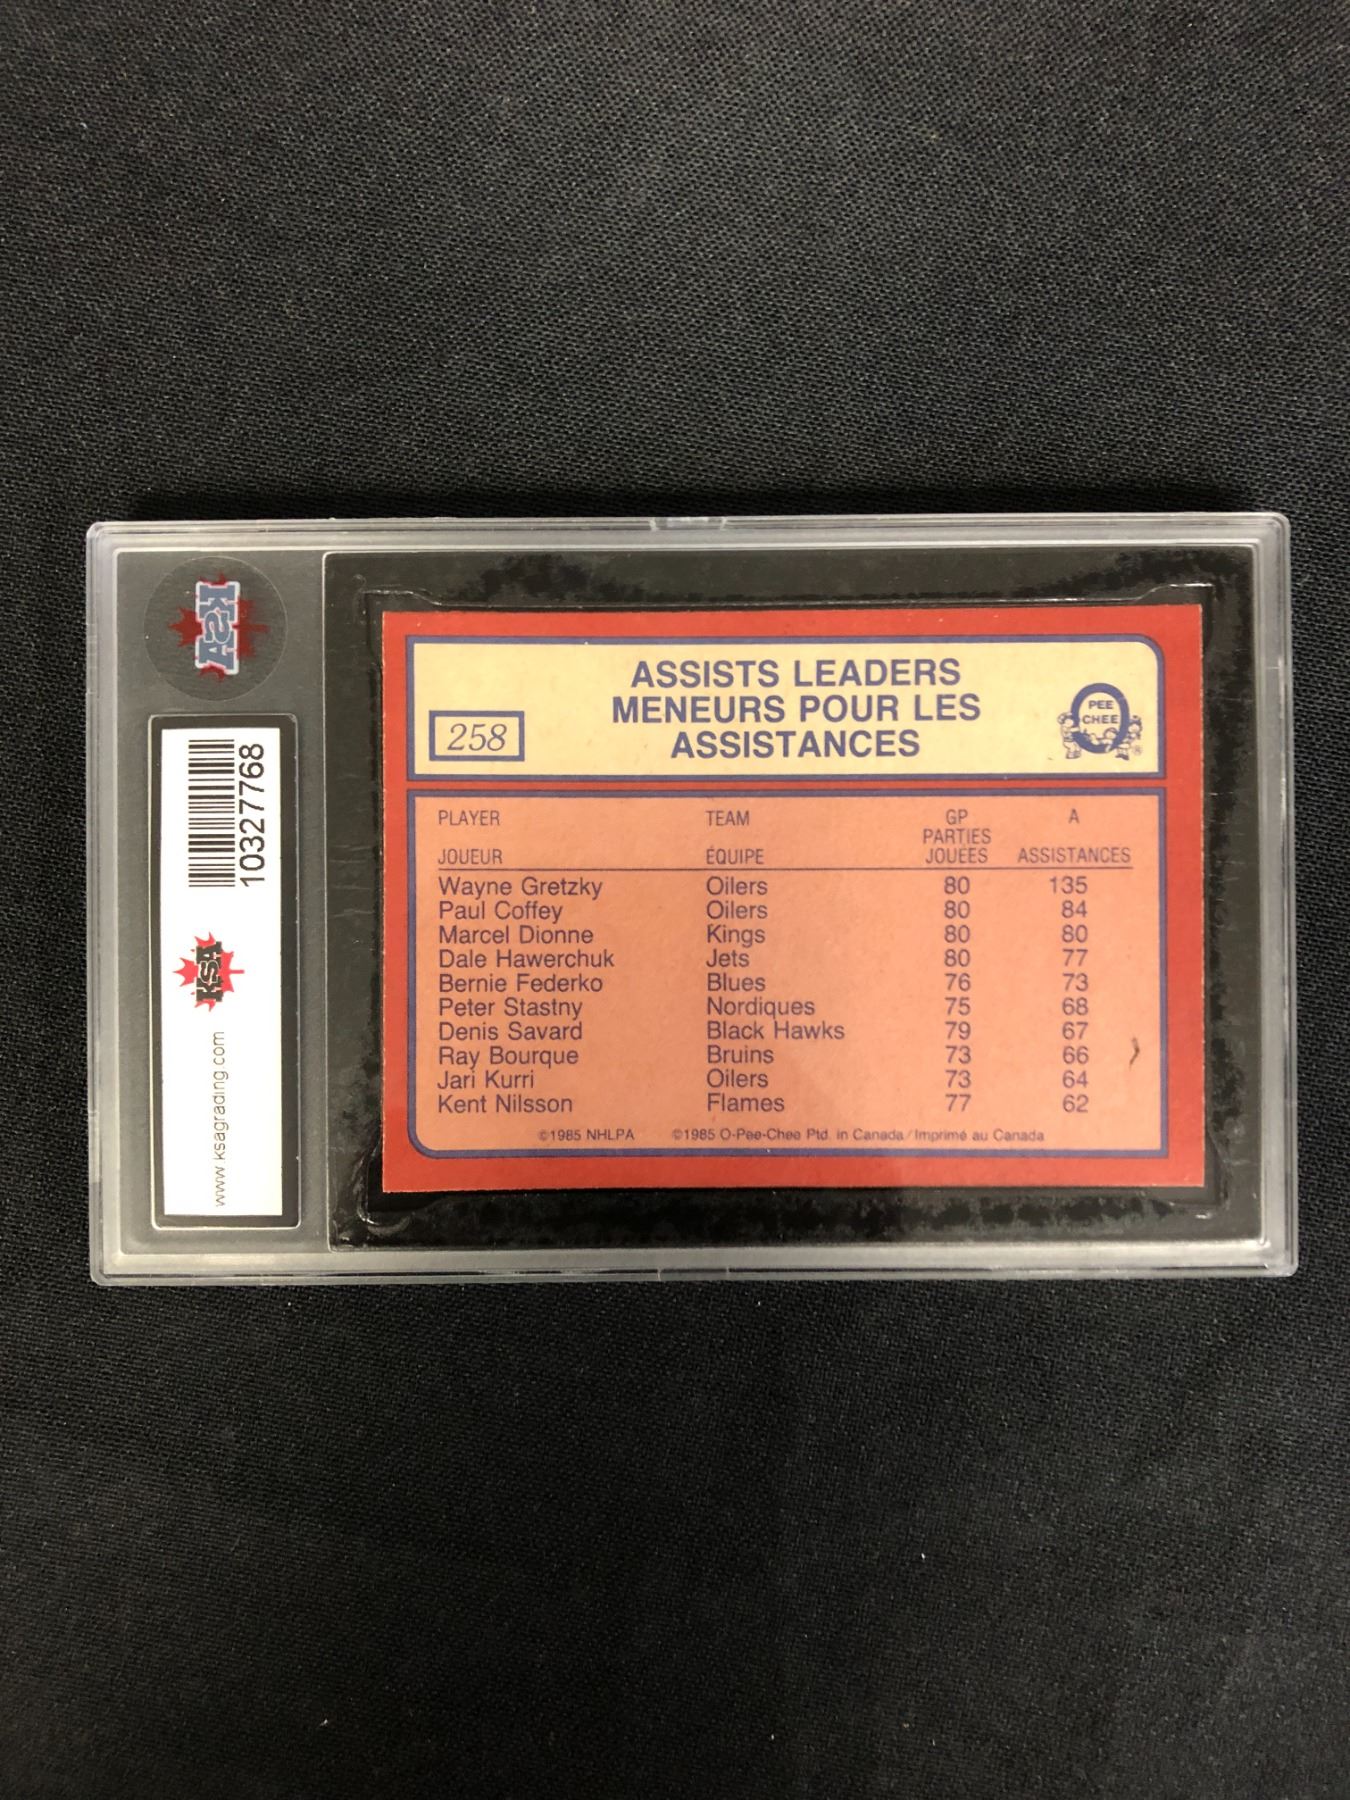 KSA
10327768
KSA
www.ksagrading.com
ASSISTS LEADERS
MENEURS POUR LES
ASSISTANCES
258
PEE
CHEE
®
PLAYER TEAM GP A
PARTIES
JOUEUR ÉQUIPE JOUÉES ASSISTANCES
Wayne Gretzky Oilers 80 135
Paul Coffey Oilers 80 84
Marcel Dionne Kings 80 80
Dale Hawerchuk Jets 80 77
Bernie Federko Blues 76 73
Peter Stastny Nordiques 75 68
Denis Savard Black Hawks 79 67
Ray Bourque Bruins 73 66
Jari Kurri Oilers 73 64
Kent Nilsson Flames 77 62
©1985 NHLPA ©1985 O-Pee-Chee Ptd. in Canada/Imprimé au Canada